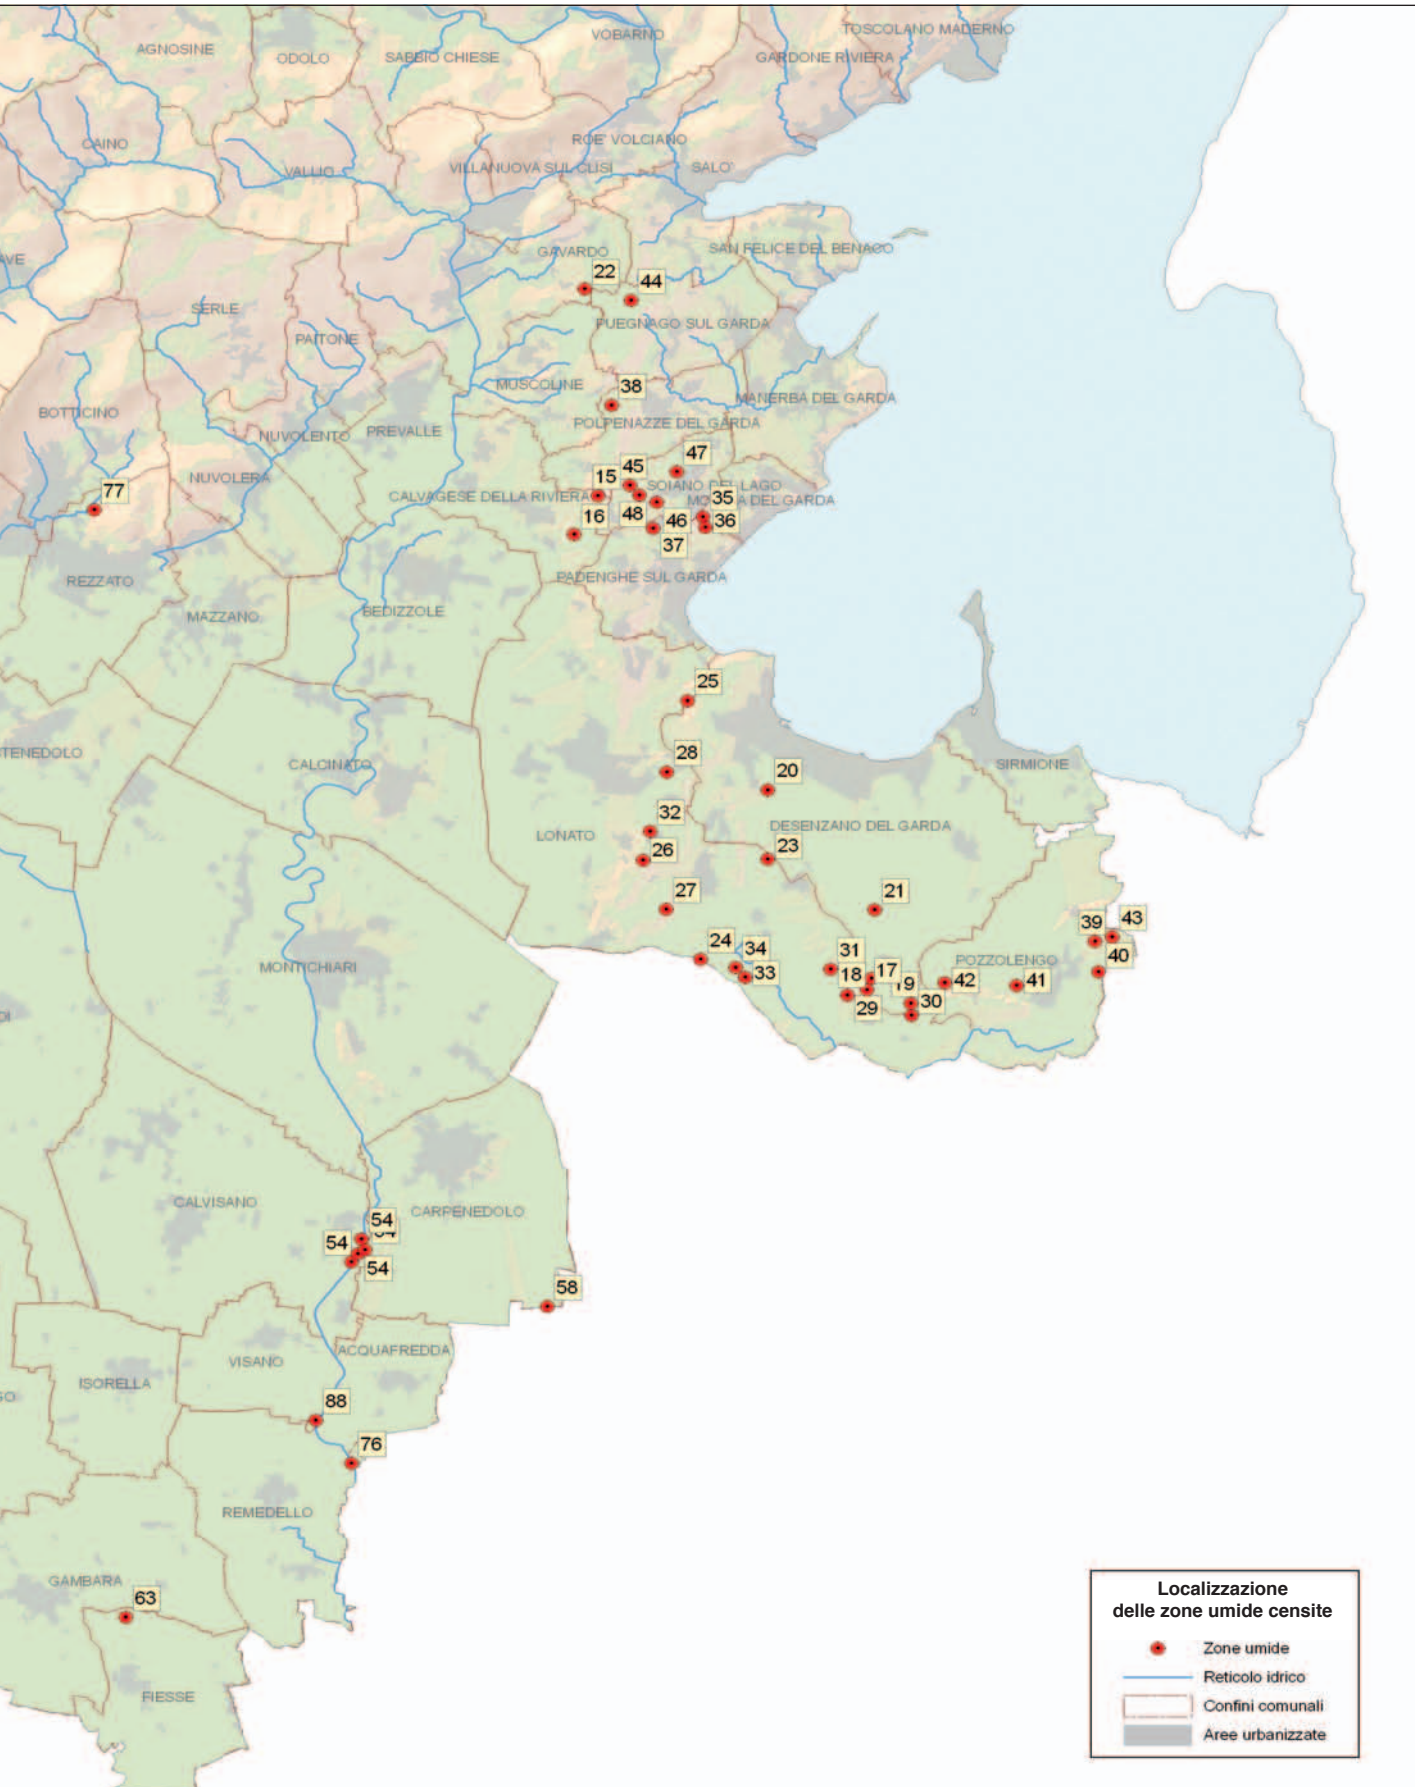 TOSCOLANO MADERNO
VOBARNO
AGNOSINE
ODOLO
SABBIO CHIESE
GARDONE RIVIERA
ROE' VOLCIANO
CAINO
VALLIO
VILLANUOVA SUL CLISI
SALO'
GAVARDO
SAN FELICE DEL BENACO
AVE
22
44
SERLE
PAITONE
PUEGNAGO SUL GARDA
MUSCOLINE
38
MANERBA DEL GARDA
BOTTICINO
POLPENAZZE DEL GARDA
NUVOLENTO
PREVALLE
47
45
15
NUVOLERA
SOIANO DEL LAGO
77
CALVAGESE DELLA RIVIERA
35
DEL GARDA
16
48
46
36
37
REZZATO
PADENGHE SUL GARDA
MAZZANO
BEDIZZOLE
25
TENEDOLO
28
CALCINATO
20
SIRMIONE
32
LONATO
DESENZANO DEL GARDA
26
23
27
21
39
43
24
34
31
40
MONTICHIARI
33
18
17
19
POZZOLENGO
42
41
29
30
DI
CALVISANO
CARPENEDOLO
54
54
54
54
58
VISANO
ACQUAFREDDA
ISORELLA
SO
88
76
REMEDELLO
GAMBARA
63
FIESSE
Localizzazione
delle zone umide censite
Zone umide
Reticolo idrico
Confini comunali
Aree urbanizzate